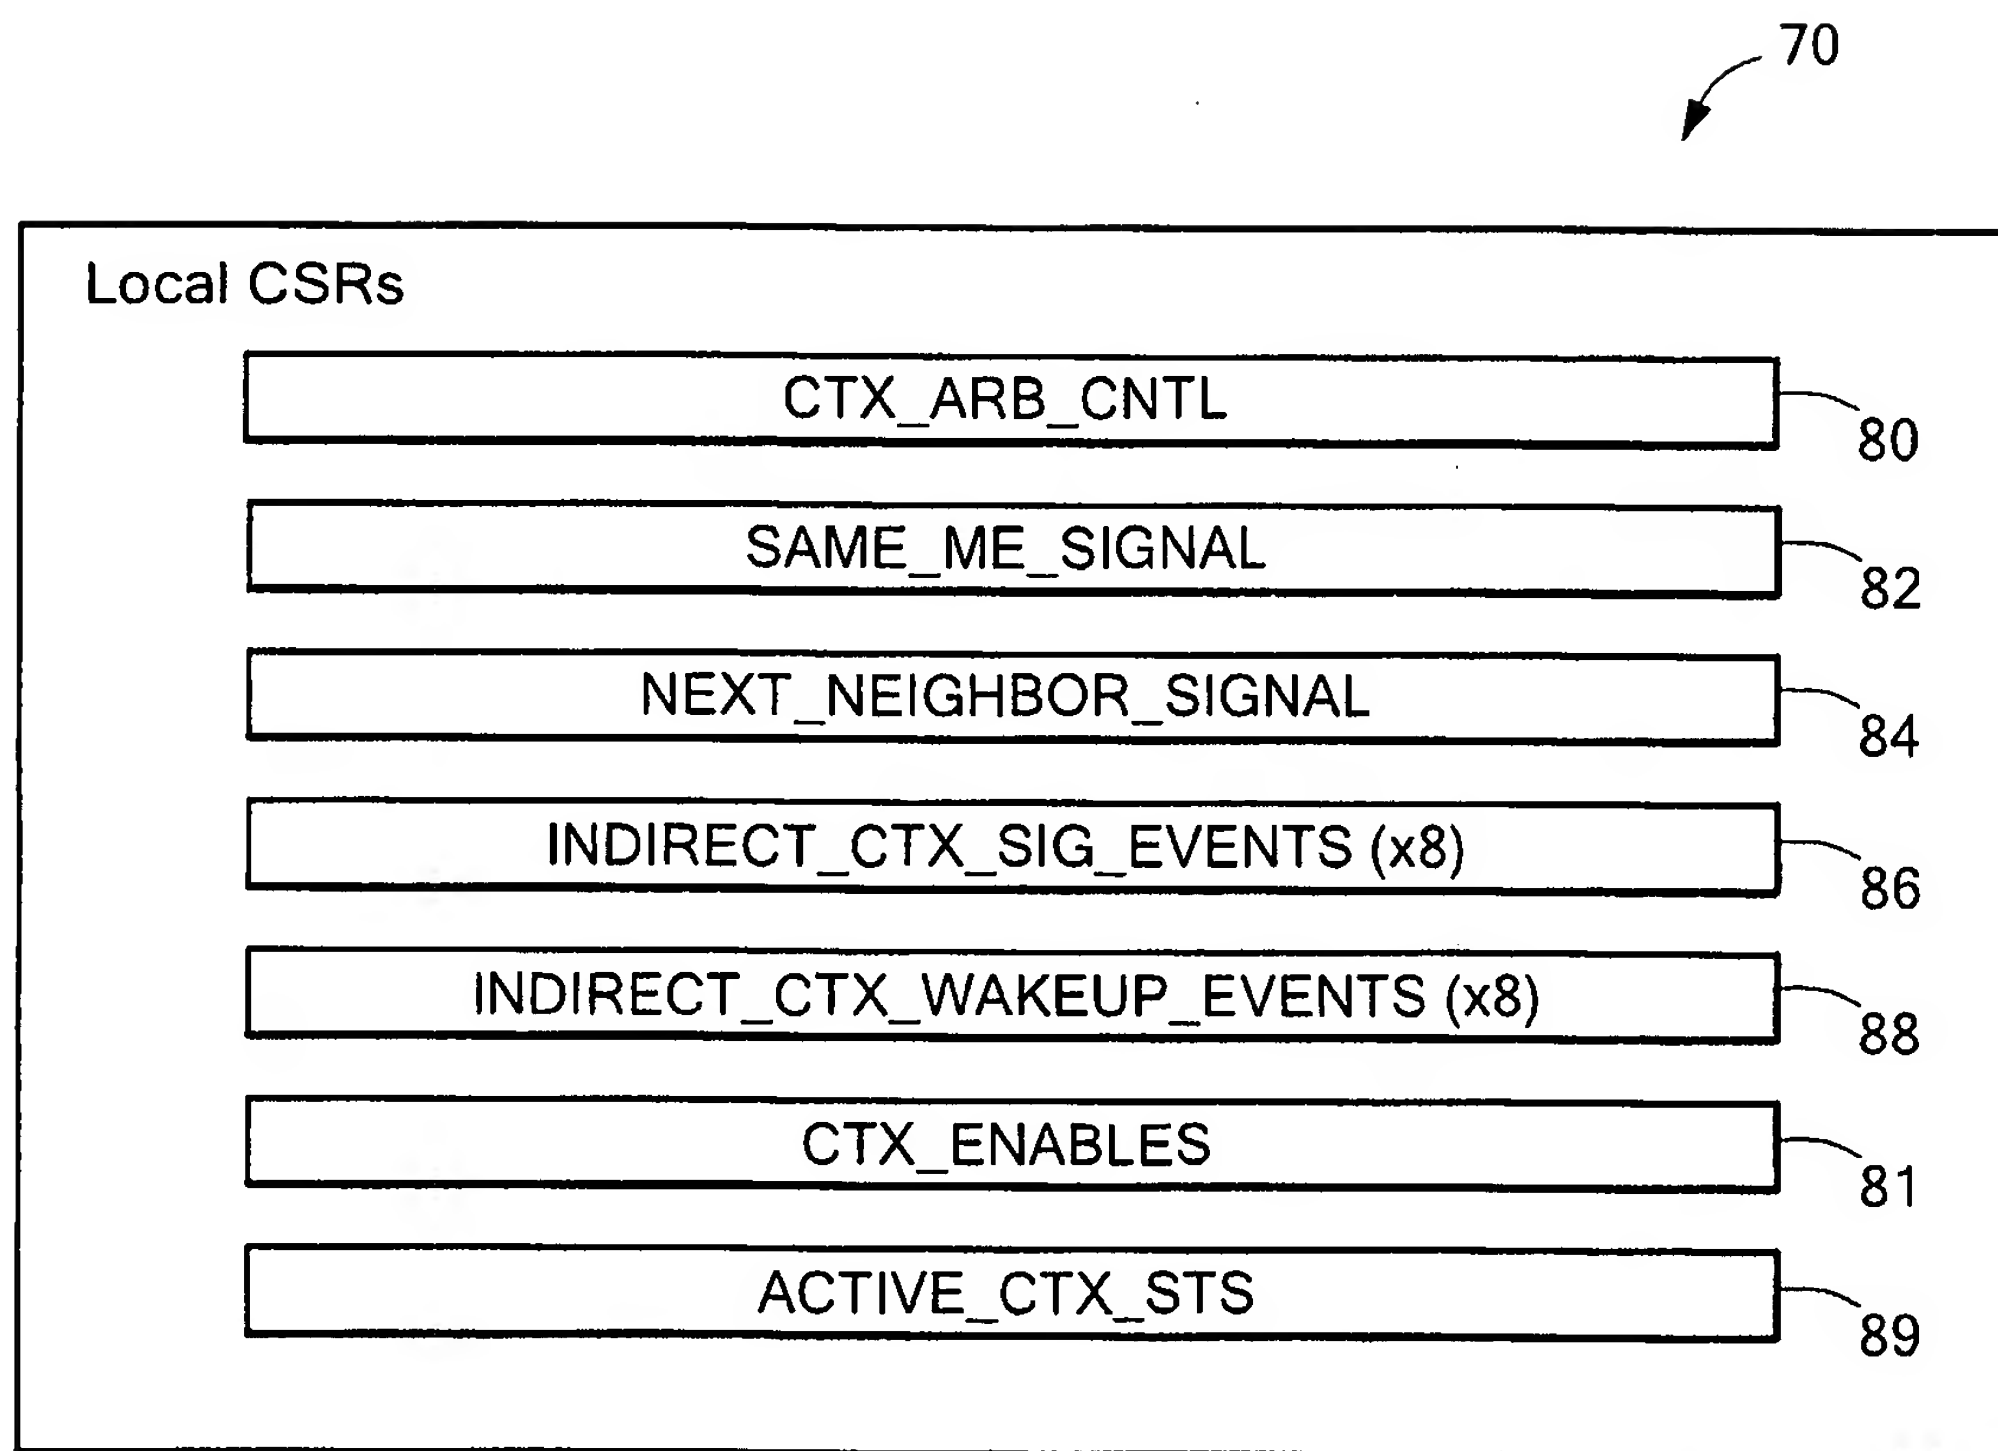 70
Local CSRs
CTX_ARB_CNTL
80
SAME_ME_SIGNAL
82
NEXT_NEIGHBOR_SIGNAL
84
INDIRECT_CTX_SIG_EVENTS (x8)
86
INDIRECT_CTX_WAKEUP_EVENTS (x8)
88
CTX_ENABLES
81
ACTIVE_CTX_STS
89